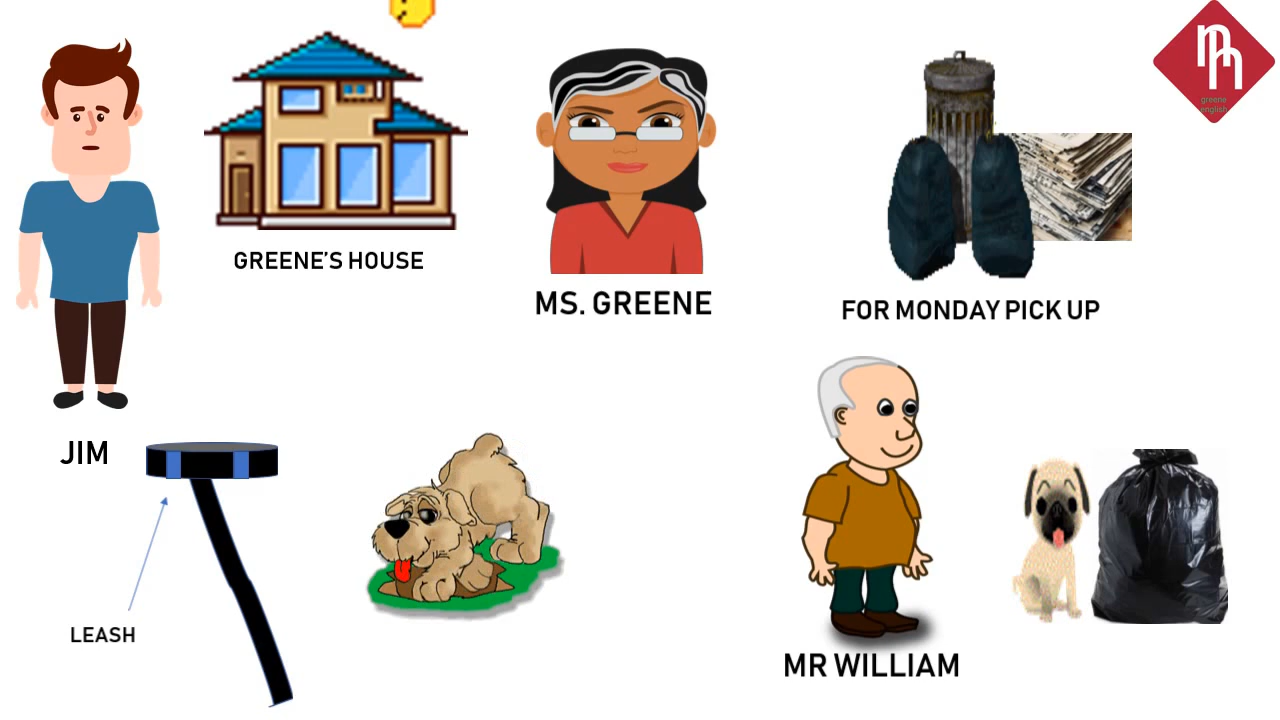 greene
english
GREENE'S HOUSE
MS. GREENE
FOR MONDAY PICK UP
JIM
LEASH
MR WILLIAM